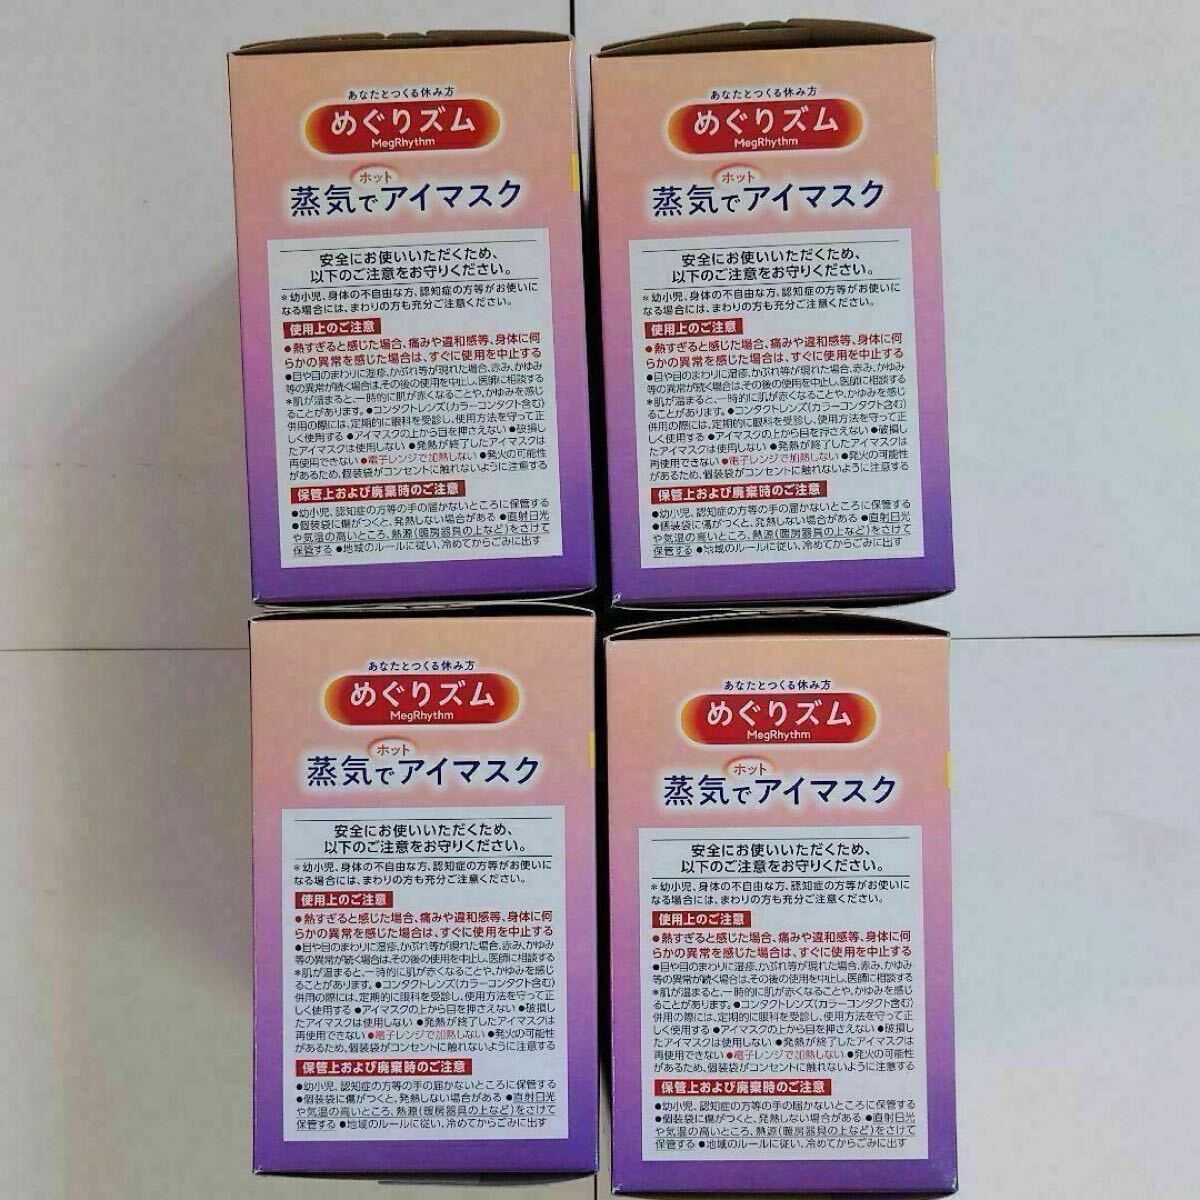 あなたとつくる休み方
めぐりズム
MegRhythm
ホット
蒸気でアイマスク
安全にお使いいただくため、
以下のご注意をお守りください。
＊幼小児、身体の不自由な方、認知症の方等がお使いに
なる場合には、まわりの方も充分ご注意ください。
使用上のご注意
●熱すぎると感じた場合、痛みや違和感等、身体に何
らかの異常を感じた場合は、すぐに使用を中止する
●目や目のまわりに湿疹、かぶれ等が現れた場合、赤み、かゆみ
等の異常が続く場合は、その後の使用を中止し、医師に相談する
＊肌が温まると、一時的に肌が赤くなることや、かゆみを感じ
ることがあります。●コンタクトレンズ(カラーコンタクト含む)
併用の際には、定期的に眼科を受診し、使用方法を守って正
しく使用する ●アイマスクの上から目を押さえない ●破損し
たアイマスクは使用しない ●発熱が終了したアイマスクは
再使用できない ●電子レンジで加熱しない ●発火の可能性
があるため、個装袋がコンセントに触れないように注意する
保管上および廃棄時のご注意
●幼小児、認知症の方等の手の届かないところに保管する
●個装袋に傷がつくと、発熱しない場合がある ●直射日光
や気温の高いところ、熱源(暖房器具の上など)をさけて
保管する ●地域のルールに従い、冷めてからごみに出す
あなたとつくる休み方
めぐりズム
MegRhythm
ホット
蒸気でアイマスク
安全にお使いいただくため、
以下のご注意をお守りください。
＊幼小児、身体の不自由な方、認知症の方等がお使いに
なる場合には、まわりの方も充分ご注意ください。
使用上のご注意
●熱すぎると感じた場合、痛みや違和感等、身体に何
らかの異常を感じた場合は、すぐに使用を中止する
●目や目のまわりに湿疹、かぶれ等が現れた場合、赤み、かゆみ
等の異常が続く場合は、その後の使用を中止し、医師に相談する
＊肌が温まると、一時的に肌が赤くなることや、かゆみを感じ
ることがあります。●コンタクトレンズ(カラーコンタクト含む)
併用の際には、定期的に眼科を受診し、使用方法を守って正
しく使用する ●アイマスクの上から目を押さえない ●破損し
たアイマスクは使用しない ●発熱が終了したアイマスクは
再使用できない ●電子レンジで加熱しない ●発火の可能性
があるため、個装袋がコンセントに触れないように注意する
保管上および廃棄時のご注意
●幼小児、認知症の方等の手の届かないところに保管する
●個装袋に傷がつくと、発熱しない場合がある ●直射日光
や気温の高いところ、熱源(暖房器具の上など)をさけて
保管する ●地域のルールに従い、冷めてからごみに出す
あなたとつくる休み方
めぐりズム
MegRhythm
ホット
蒸気でアイマスク
安全にお使いいただくため、
以下のご注意をお守りください。
＊幼小児、身体の不自由な方、認知症の方等がお使いに
なる場合には、まわりの方も充分ご注意ください。
使用上のご注意
●熱すぎると感じた場合、痛みや違和感等、身体に何
らかの異常を感じた場合は、すぐに使用を中止する
●目や目のまわりに湿疹、かぶれ等が現れた場合、赤み、かゆみ
等の異常が続く場合は、その後の使用を中止し、医師に相談する
＊肌が温まると、一時的に肌が赤くなることや、かゆみを感じ
ることがあります。●コンタクトレンズ(カラーコンタクト含む)
併用の際には、定期的に眼科を受診し、使用方法を守って正
しく使用する ●アイマスクの上から目を押さえない ●破損し
たアイマスクは使用しない ●発熱が終了したアイマスクは
再使用できない ●電子レンジで加熱しない ●発火の可能性
があるため、個装袋がコンセントに触れないように注意する
保管上および廃棄時のご注意
●幼小児、認知症の方等の手の届かないところに保管する
●個装袋に傷がつくと、発熱しない場合がある ●直射日光
や気温の高いところ、熱源(暖房器具の上など)をさけて
保管する ●地域のルールに従い、冷めてからごみに出す
あなたとつくる休み方
めぐりズム
MegRhythm
ホット
蒸気でアイマスク
安全にお使いいただくため、
以下のご注意をお守りください。
＊幼小児、身体の不自由な方、認知症の方等がお使いに
なる場合には、まわりの方も充分ご注意ください。
使用上のご注意
●熱すぎると感じた場合、痛みや違和感等、身体に何
らかの異常を感じた場合は、すぐに使用を中止する
●目や目のまわりに湿疹、かぶれ等が現れた場合、赤み、かゆみ
等の異常が続く場合は、その後の使用を中止し、医師に相談する
＊肌が温まると、一時的に肌が赤くなることや、かゆみを感じ
ることがあります。●コンタクトレンズ(カラーコンタクト含む)
併用の際には、定期的に眼科を受診し、使用方法を守って正
しく使用する ●アイマスクの上から目を押さえない ●破損し
たアイマスクは使用しない ●発熱が終了したアイマスクは
再使用できない ●電子レンジで加熱しない ●発火の可能性
があるため、個装袋がコンセントに触れないように注意する
保管上および廃棄時のご注意
●幼小児、認知症の方等の手の届かないところに保管する
●個装袋に傷がつくと、発熱しない場合がある ●直射日光
や気温の高いところ、熱源(暖房器具の上など)をさけて
保管する ●地域のルールに従い、冷めてからごみに出す